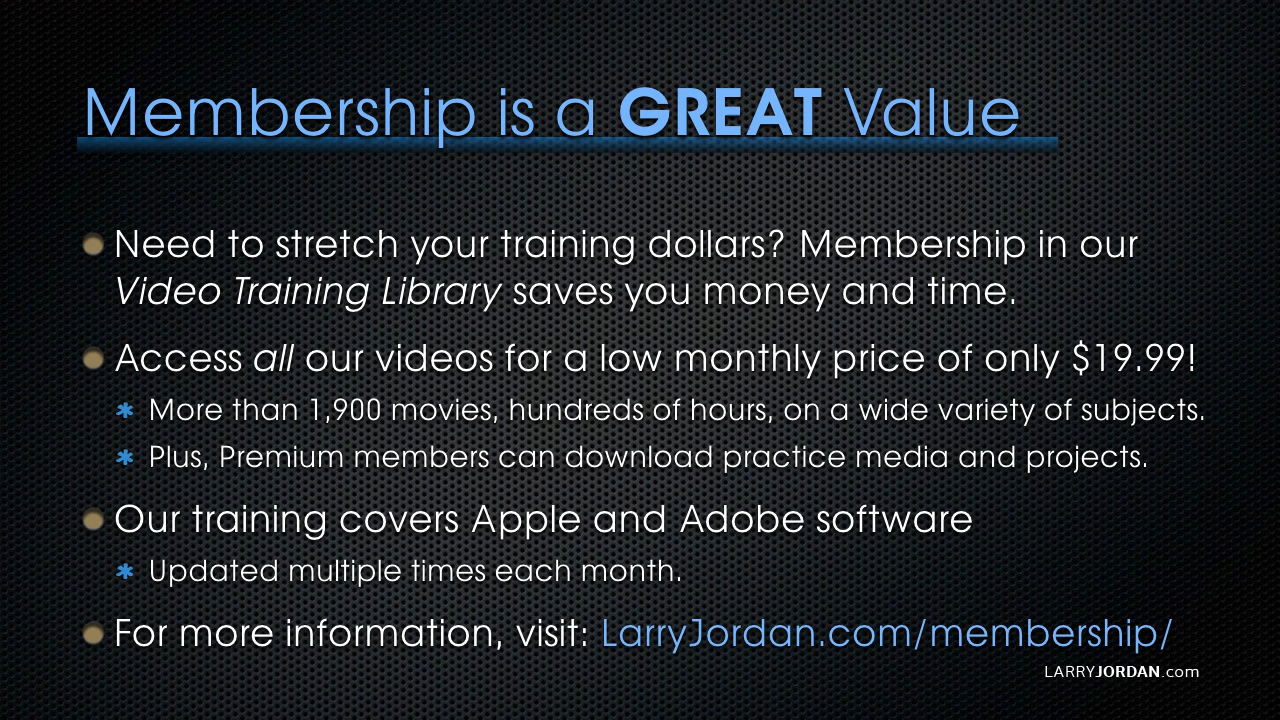 Membership is a GREAT Value
Need to stretch your training dollars? Membership in our
Video Training Library saves you money and time.
Access all our videos for a low monthly price of only $19.99!
More than 1,900 movies, hundreds of hours, on a wide variety of subjects.
Plus, Premium members can download practice media and projects.
Our training covers Apple and Adobe software
Updated multiple times each month.
For more information, visit: LarryJordan.com/membership/
LARRYJORDAN.com